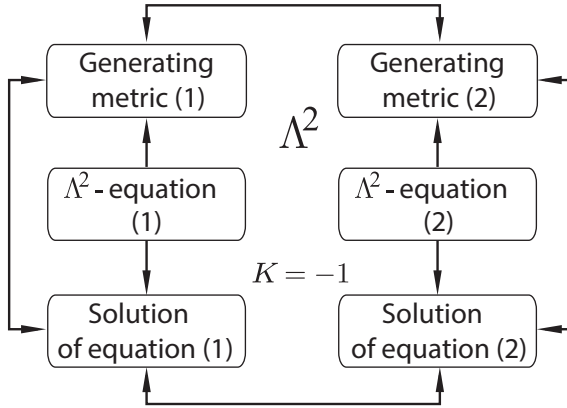 Generating
metric (1)
Generating
metric (2)
Λ²
Λ² - equation
(1)
Λ² - equation
(2)
K = −1
Solution
of equation (1)
Solution
of equation (2)